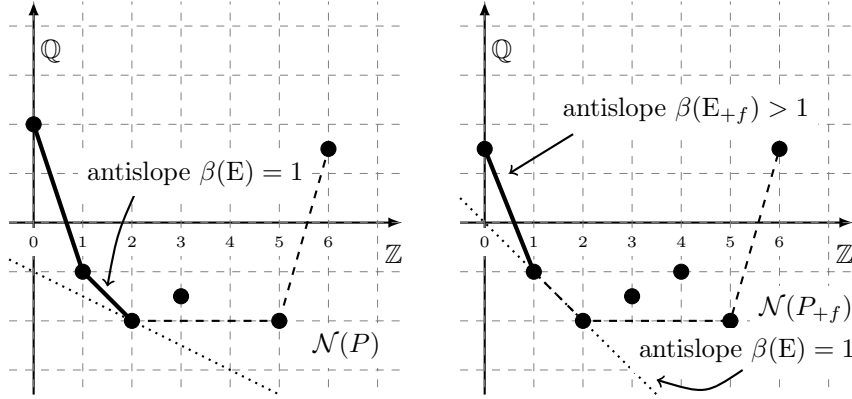 ℚ
antislope β(E) = 1
0 1 2 3 4 5 6
ℤ
𝒩(P)
ℚ
antislope β(E₊f) > 1
0 1 2 3 4 5 6
ℤ
𝒩(P₊f)
antislope β(E) = 1